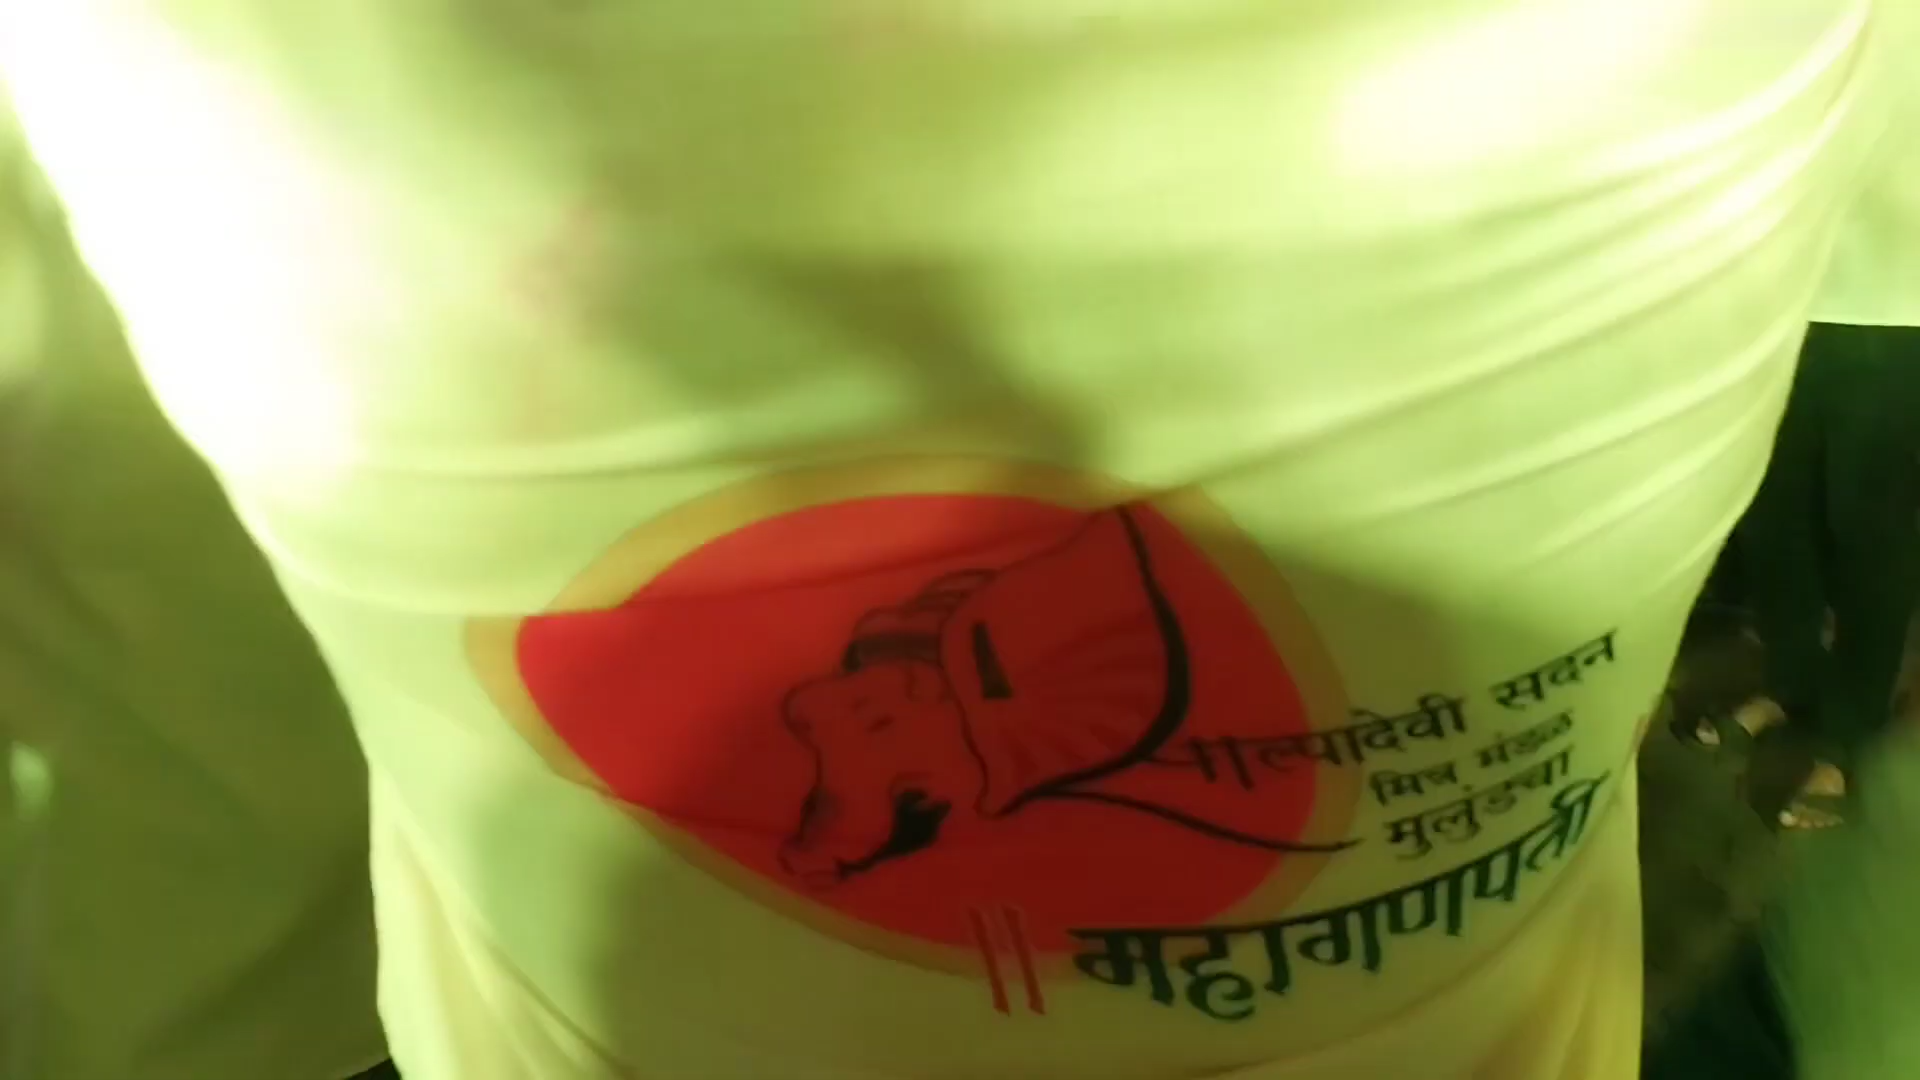 सदन
मित्र मंडळ
मुलुंडचा
|| महागणपती